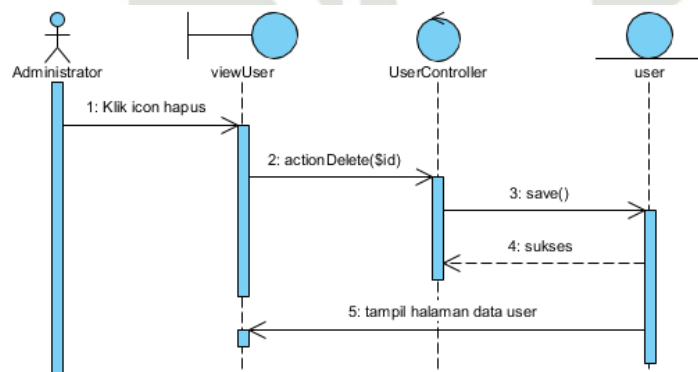 Administrator
viewUser
UserController
user
1: Klik icon hapus
2: actionDelete($id)
3: save()
4: sukses
5: tampil halaman data user